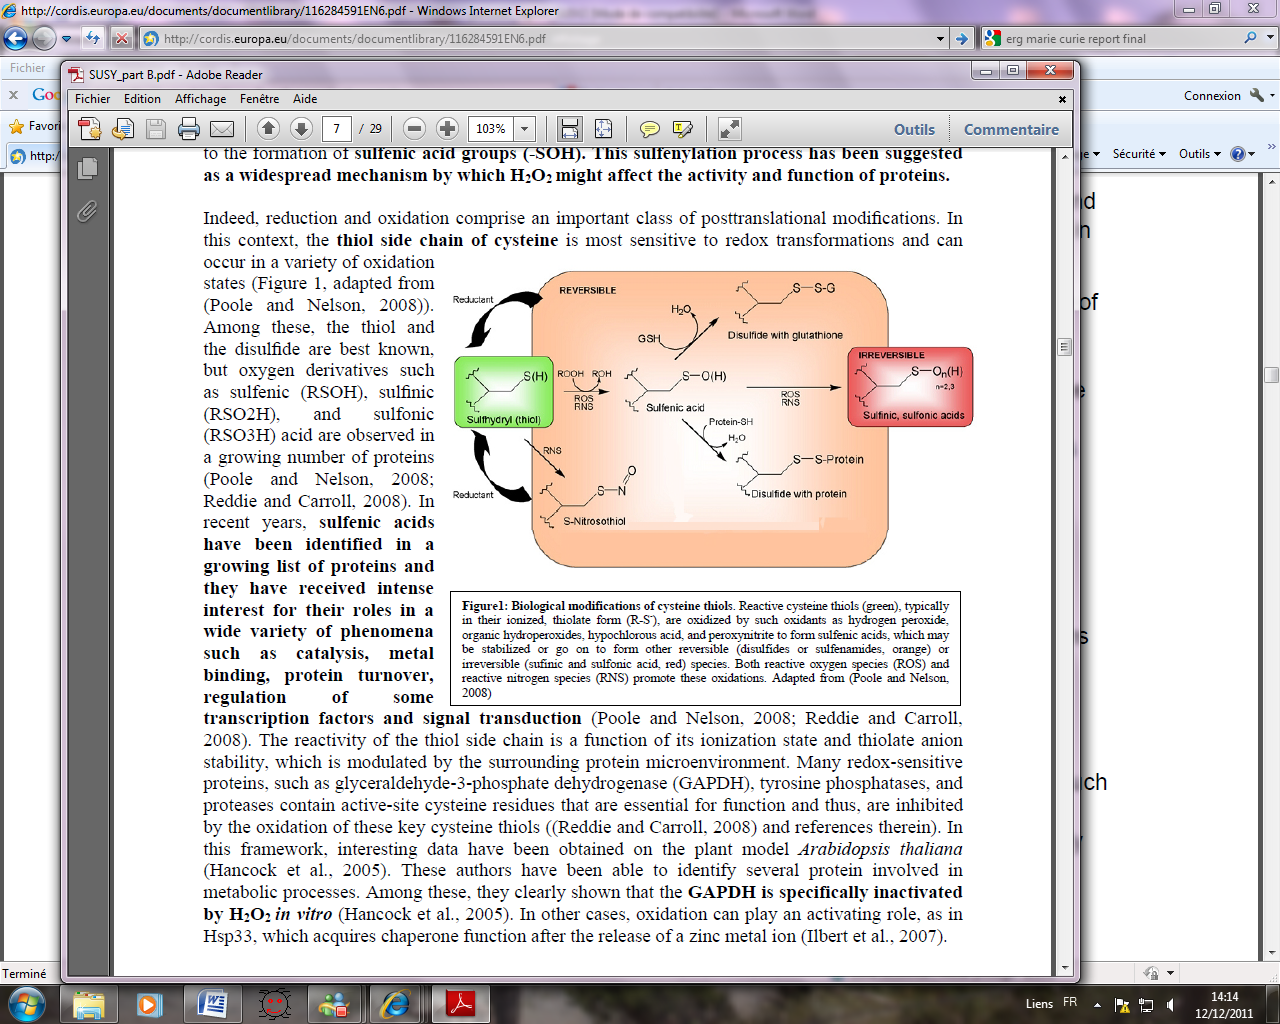 http://cordis.europa.eu/documents/documentlibrary/116284591EN6.pdf - Windows Internet Explorer
http://cordis.europa.eu/documents/documentlibrary/116284591EN6.pdf
erg marie curie report final
Fichier
SUSY_part B.pdf - Adobe Reader
x Goo
Connexion
Fichier Edition Affichage Fenêtre Aide
Favori
7 / 29
103%
Outils Commentaire
http:/
ge
Sécurité
Outils
to the formation of sulfenic acid groups (-SOH). This sulfenylation process has been suggested
as a widespread mechanism by which H₂O₂ might affect the activity and function of proteins.
Indeed, reduction and oxidation comprise an important class of posttranslational modifications. In
this context, the thiol side chain of cysteine is most sensitive to redox transformations and can
occur in a variety of oxidation
states (Figure 1, adapted from
(Poole and Nelson, 2008)).
Among these, the thiol and
the disulfide are best known,
but oxygen derivatives such
as sulfenic (RSOH), sulfinic
(RSO2H), and sulfonic
(RSO3H) acid are observed in
a growing number of proteins
(Poole and Nelson, 2008;
Reddie and Carroll, 2008). In
recent years, sulfenic acids
have been identified in a
growing list of proteins and
they have received intense
interest for their roles in a
wide variety of phenomena
such as catalysis, metal
binding, protein turnover,
regulation of some
REVERSIBLE
Reductant
S—S-G
H₂O
GSH
Disulfide with glutathione
IRREVERSIBLE
S—On(H)
n=2,3
Sulfinic, sulfonic acids
S(H)
Sulfhydryl (thiol)
ROOH ROH
ROS
RNS
S—O(H)
Sulfenic acid
ROS
RNS
Protein-SH
H₂O
RNS
S—S-Protein
Disulfide with protein
O
S—N
S-Nitrosothiol
Reductant
Figure1: Biological modifications of cysteine thiols. Reactive cysteine thiols (green), typically
in their ionized, thiolate form (R-S⁻), are oxidized by such oxidants as hydrogen peroxide,
organic hydroperoxides, hypochlorous acid, and peroxynitrite to form sulfenic acids, which may
be stabilized or go on to form other reversible (disulfides or sulfenamides, orange) or
irreversible (sufinic and sulfonic acid, red) species. Both reactive oxygen species (ROS) and
reactive nitrogen species (RNS) promote these oxidations. Adapted from (Poole and Nelson,
2008)
transcription factors and signal transduction (Poole and Nelson, 2008; Reddie and Carroll,
2008). The reactivity of the thiol side chain is a function of its ionization state and thiolate anion
stability, which is modulated by the surrounding protein microenvironment. Many redox-sensitive
proteins, such as glyceraldehyde-3-phosphate dehydrogenase (GAPDH), tyrosine phosphatases, and
proteases contain active-site cysteine residues that are essential for function and thus, are inhibited
by the oxidation of these key cysteine thiols ((Reddie and Carroll, 2008) and references therein). In
this framework, interesting data have been obtained on the plant model Arabidopsis thaliana
(Hancock et al., 2005). These authors have been able to identify several protein involved in
metabolic processes. Among these, they clearly shown that the GAPDH is specifically inactivated
by H₂O₂ in vitro (Hancock et al., 2005). In other cases, oxidation can play an activating role, as in
Hsp33, which acquires chaperone function after the release of a zinc metal ion (Ilbert et al., 2007).
nd
n
of
e
s
uch
Terminé
Liens FR
14:14
12/12/2011